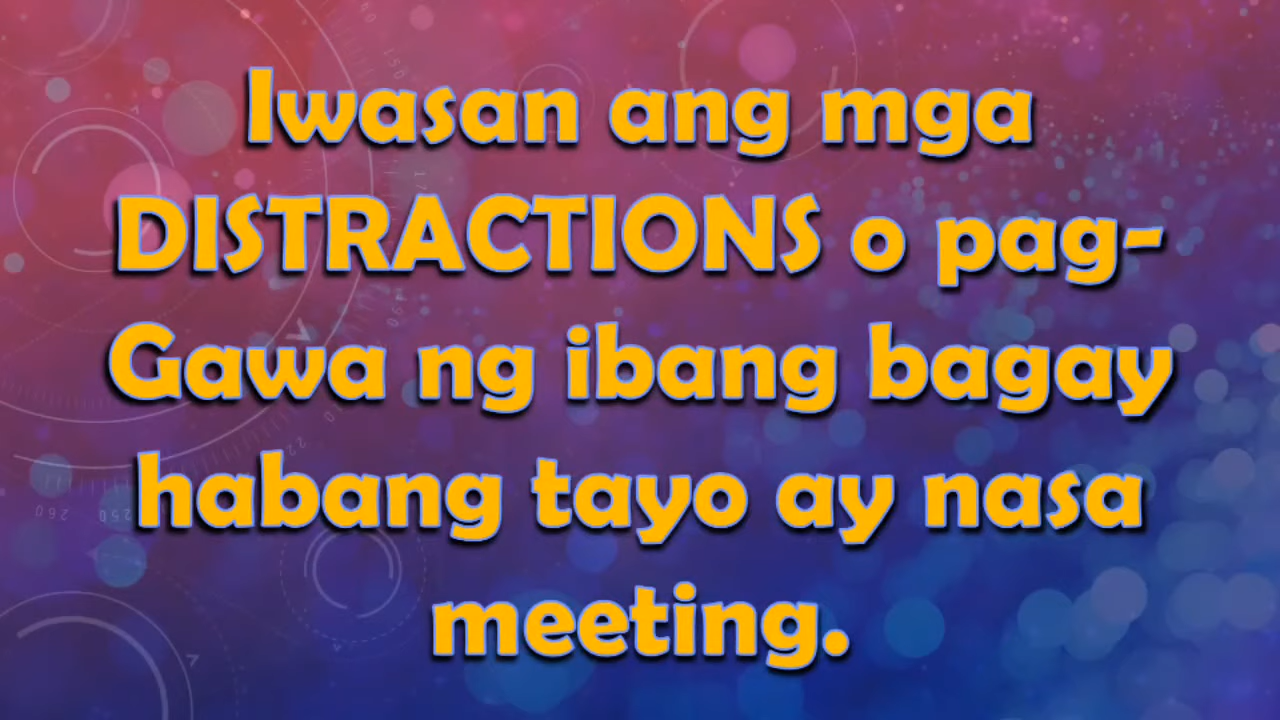 Iwasan ang mga
DISTRACTIONS o pag-
Gawa ng ibang bagay
habang tayo ay nasa
meeting.